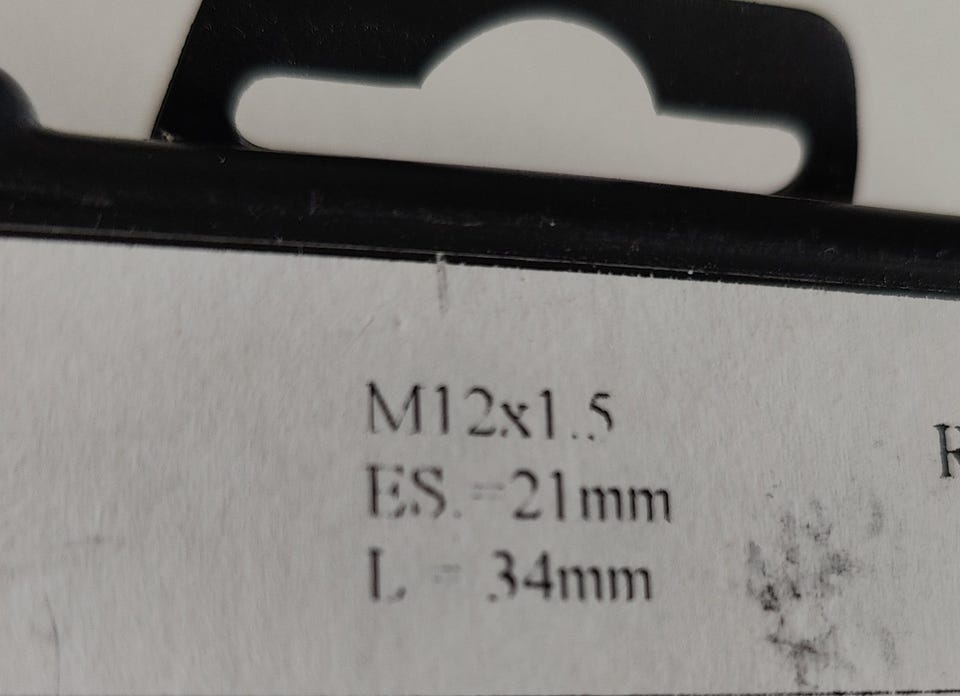 M12x1.5
ES.=21mm
L = 34mm